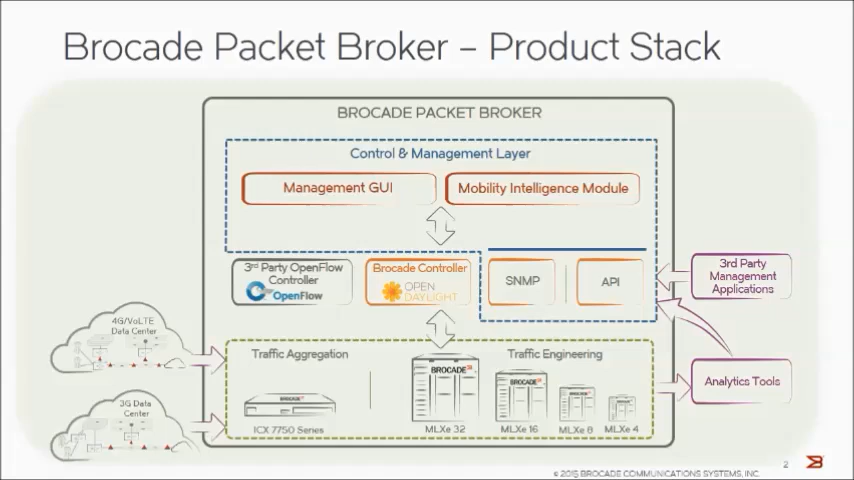 Brocade Packet Broker – Product Stack
BROCADE PACKET BROKER
Control & Management Layer
Management GUI
Mobility Intelligence Module
3rd Party OpenFlow
Controller
OpenFlow
Brocade Controller
OPEN
DAYLIGHT
SNMP
API
3rd Party
Management
Applications
4G/VoLTE
Data Center
3G Data
Center
Traffic Aggregation
Traffic Engineering
BROCADE
BROCADE
BROCADE
ICX 7750 Series
MLXe 32
MLXe 16
MLXe 8
MLXe 4
Analytics Tools
2
© 2015 BROCADE COMMUNICATIONS SYSTEMS, INC.